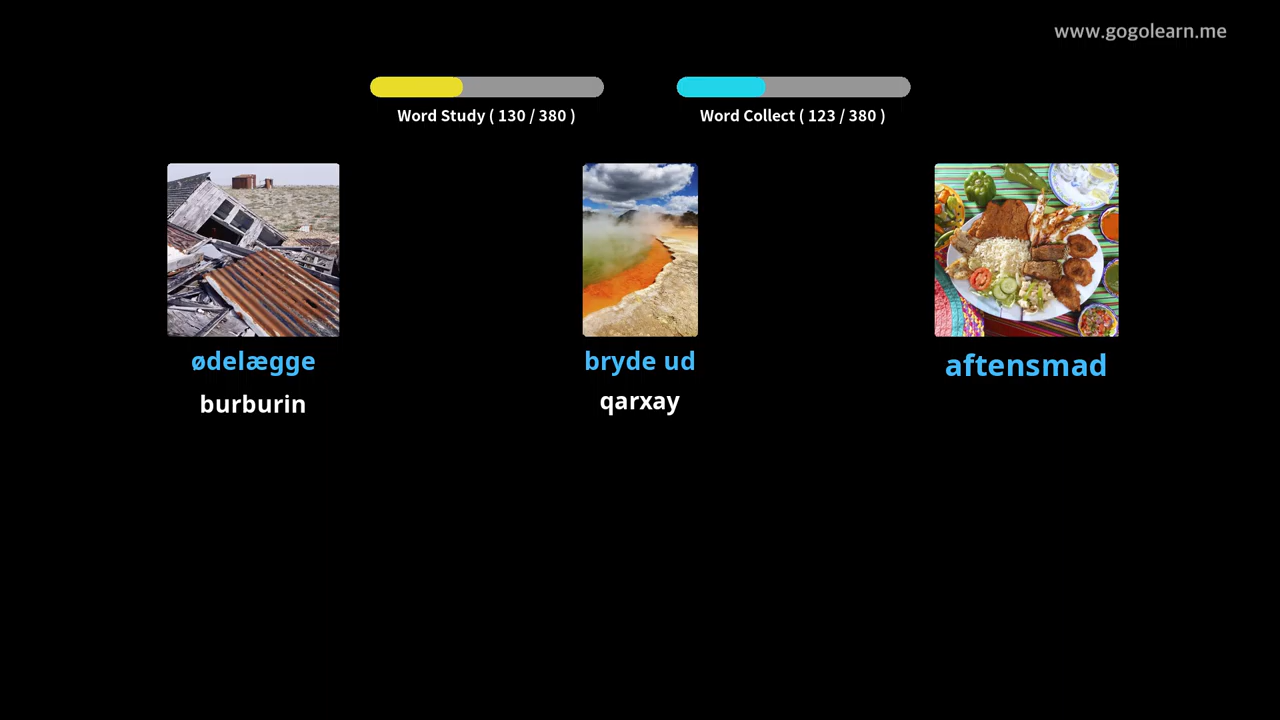 www.gogolearn.me
Word Study ( 130 / 380 )
Word Collect ( 123 / 380 )
ødelægge
bryde ud
aftensmad
burburin
qarxay